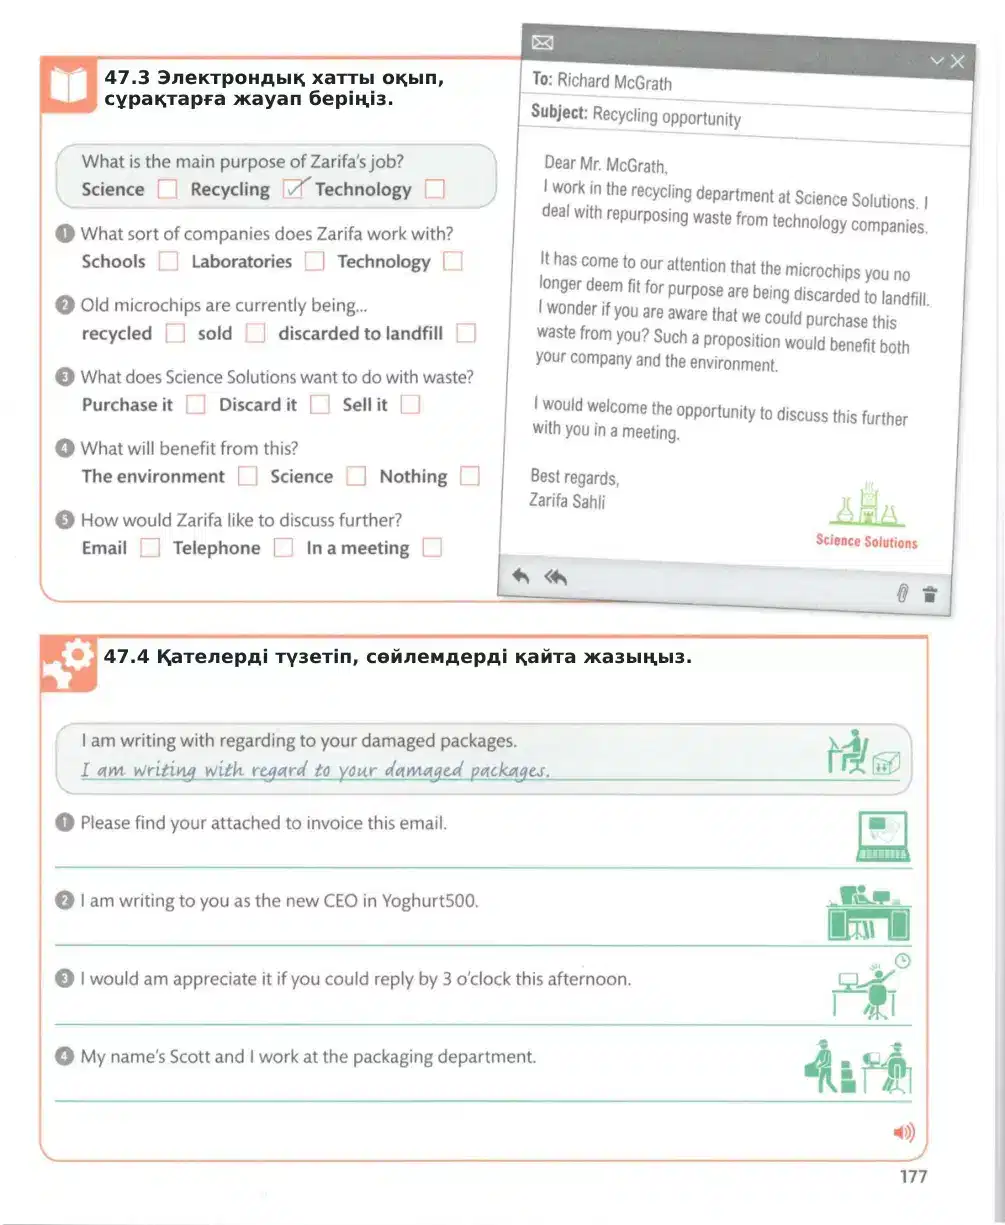 47.3 Электрондық хатты оқып,
сұрақтарға жауап беріңіз.
What is the main purpose of Zarifa's job?
Science Recycling Technology
1 What sort of companies does Zarifa work with?
Schools Laboratories Technology
2 Old microchips are currently being...
recycled sold discarded to landfill
3 What does Science Solutions want to do with waste?
Purchase it Discard it Sell it
4 What will benefit from this?
The environment Science Nothing
5 How would Zarifa like to discuss further?
Email Telephone In a meeting
To: Richard McGrath
Subject: Recycling opportunity
Dear Mr. McGrath,
I work in the recycling department at Science Solutions. I
deal with repurposing waste from technology companies.
It has come to our attention that the microchips you no
longer deem fit for purpose are being discarded to landfill.
I wonder if you are aware that we could purchase this
waste from you? Such a proposition would benefit both
your company and the environment.
I would welcome the opportunity to discuss this further
with you in a meeting.
Best regards,
Zarifa Sahli
Science Solutions
47.4 Қателерді түзетіп, сөйлемдерді қайта жазыңыз.
I am writing with regarding to your damaged packages.
I am writing with regard to your damaged packages.
1 Please find your attached to invoice this email.
2 I am writing to you as the new CEO in Yoghurt500.
3 I would am appreciate it if you could reply by 3 o'clock this afternoon.
4 My name's Scott and I work at the packaging department.
177